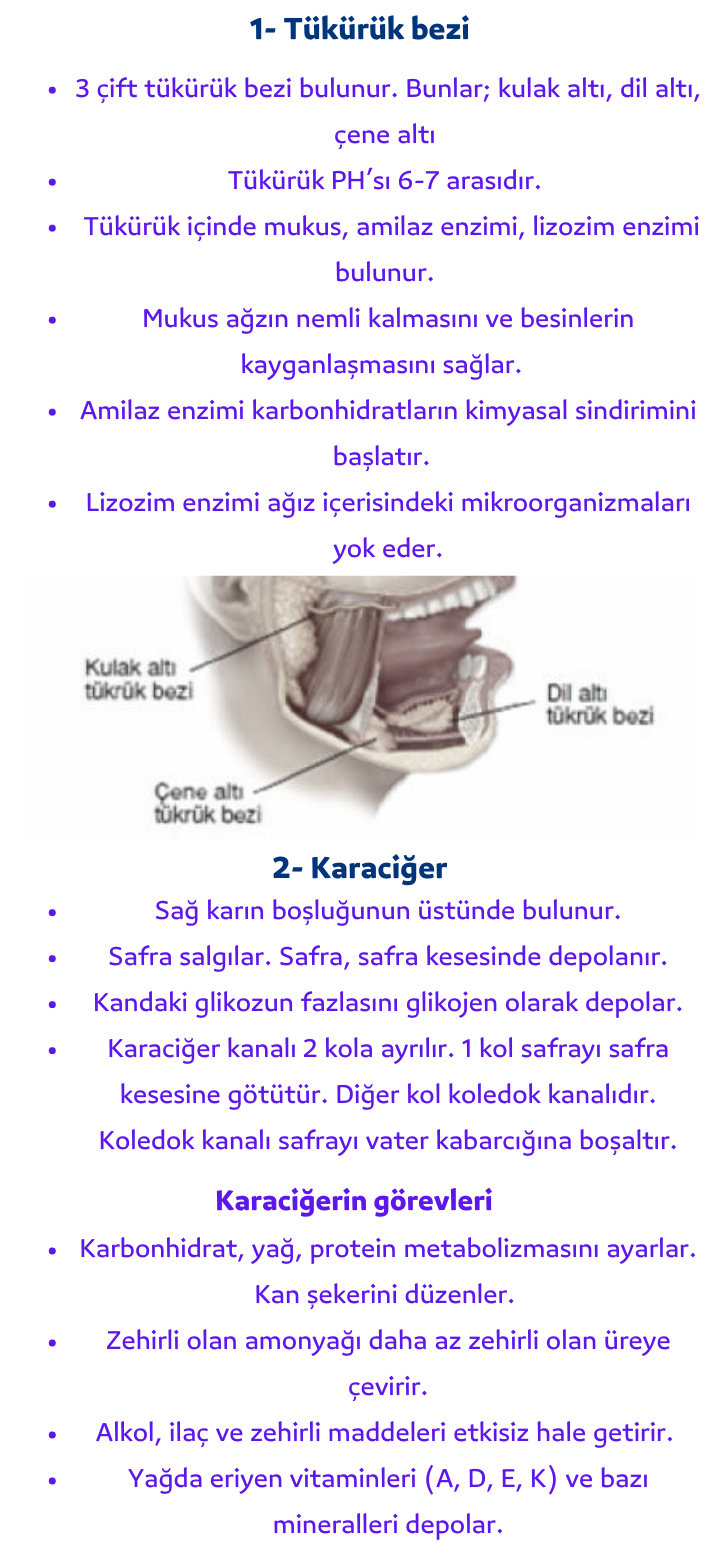 1- Tükürük bezi
• 3 çift tükürük bezi bulunur. Bunlar; kulak altı, dil altı,
çene altı
• Tükürük PH’sı 6-7 arasıdır.
• Tükürük içinde mukus, amilaz enzimi, lizozim enzimi
bulunur.
• Mukus ağzın nemli kalmasını ve besinlerin
kayganlaşmasını sağlar.
• Amilaz enzimi karbonhidratların kimyasal sindirimini
başlatır.
• Lizozim enzimi ağız içerisindeki mikroorganizmaları
yok eder.
Kulak altı
tükrük bezi
Dil altı
tükrük bezi
Çene altı
tükrük bezi
2- Karaciğer
• Sağ karın boşluğunun üstünde bulunur.
• Safra salgılar. Safra, safra kesesinde depolanır.
• Kandaki glikozun fazlasını glikojen olarak depolar.
• Karaciğer kanalı 2 kola ayrılır. 1 kol safrayı safra
kesesine götütür. Diğer kol koledok kanalıdır.
Koledok kanalı safrayı vater kabarcığına boşaltır.
Karaciğerin görevleri
• Karbonhidrat, yağ, protein metabolizmasını ayarlar.
Kan şekerini düzenler.
• Zehirli olan amonyağı daha az zehirli olan üreye
çevirir.
• Alkol, ilaç ve zehirli maddeleri etkisiz hale getirir.
• Yağda eriyen vitaminleri (A, D, E, K) ve bazı
mineralleri depolar.